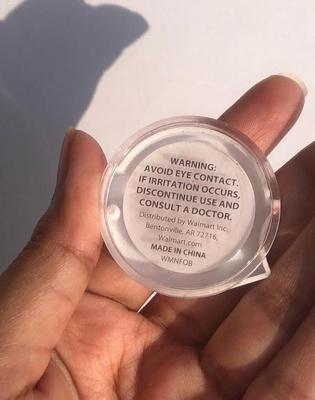 WARNING:
AVOID EYE CONTACT.
IF IRRITATION OCCURS,
DISCONTINUE USE AND
CONSULT A DOCTOR.
Distributed by Walmart Inc.
Bentonville, AR 72716
Walmart.com
MADE IN CHINA
WMNFOB